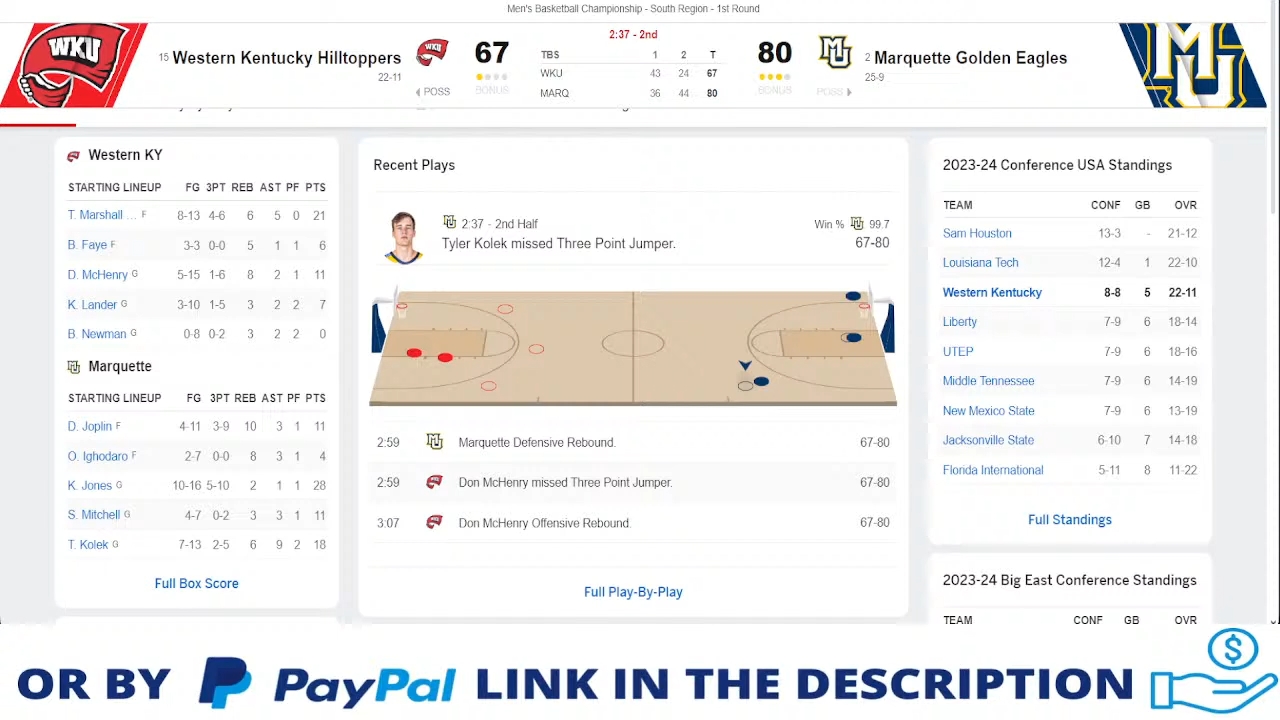 Men's Basketball Championship - South Region - 1st Round
WKU
15 Western Kentucky Hilltoppers
22-11
WKU
67
BONUS
POSS
2:37 - 2nd
TBS 1 2 T
WKU 43 24 67
MARQ 36 44 80
80
BONUS
MU
POSS
2 Marquette Golden Eagles
25-9
MU
Western KY
STARTING LINEUP FG 3PT REB AST PF PTS
T. Marshall ... F 8-13 4-6 6 5 0 21
B. Faye F 3-3 0-0 5 1 1 6
D. McHenry G 5-15 1-6 8 2 1 11
K. Lander G 3-10 1-5 3 2 2 7
B. Newman G 0-8 0-2 3 2 2 0
Marquette
STARTING LINEUP FG 3PT REB AST PF PTS
D. Joplin F 4-11 3-9 10 3 1 11
O. Ighodaro F 2-7 0-0 8 3 1 4
K. Jones G 10-16 5-10 2 1 1 28
S. Mitchell G 4-7 0-2 3 3 1 11
T. Kolek G 7-13 2-5 6 9 2 18
Full Box Score
Recent Plays
2:37 - 2nd Half
Win % 99.7
Tyler Kolek missed Three Point Jumper.
67-80
2:59 Marquette Defensive Rebound. 67-80
2:59 Don McHenry missed Three Point Jumper. 67-80
3:07 Don McHenry Offensive Rebound. 67-80
Full Play-By-Play
2023-24 Conference USA Standings
TEAM CONF GB OVR
Sam Houston 13-3 - 21-12
Louisiana Tech 12-4 1 22-10
Western Kentucky 8-8 5 22-11
Liberty 7-9 6 18-14
UTEP 7-9 6 18-16
Middle Tennessee 7-9 6 14-19
New Mexico State 7-9 6 13-19
Jacksonville State 6-10 7 14-18
Florida International 5-11 8 11-22
Full Standings
2023-24 Big East Conference Standings
TEAM CONF GB OVR
OR BY PayPal LINK IN THE DESCRIPTION
$